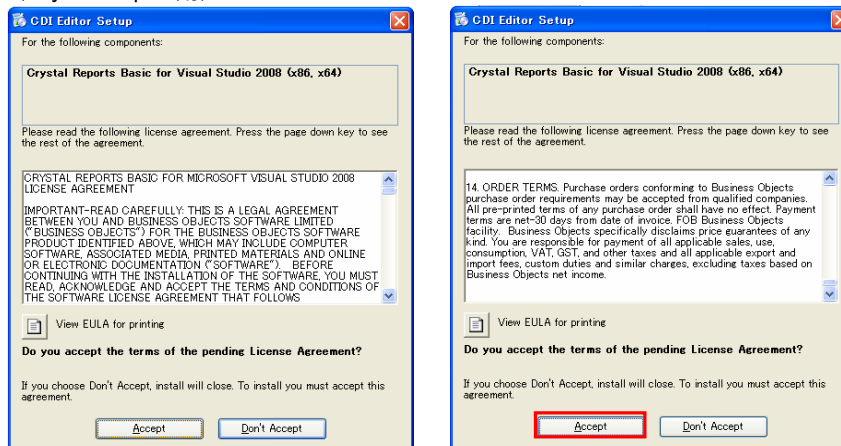 CDI Editor Setup
For the following components:
Crystal Reports Basic for Visual Studio 2008 (x86, x64)
Please read the following license agreement. Press the page down key to see
the rest of the agreement.
CRYSTAL REPORTS BASIC FOR MICROSOFT VISUAL STUDIO 2008
LICENSE AGREEMENT
IMPORTANT-READ CAREFULLY: THIS IS A LEGAL AGREEMENT
BETWEEN YOU AND BUSINESS OBJECTS SOFTWARE LIMITED
("BUSINESS OBJECTS") FOR THE BUSINESS OBJECTS SOFTWARE
PRODUCT IDENTIFIED ABOVE, WHICH MAY INCLUDE COMPUTER
SOFTWARE, ASSOCIATED MEDIA, PRINTED MATERIALS AND ONLINE
OR ELECTRONIC DOCUMENTATION ("SOFTWARE"). BEFORE
CONTINUING WITH THE INSTALLATION OF THE SOFTWARE, YOU MUST
READ, ACKNOWLEDGE AND ACCEPT THE TERMS AND CONDITIONS OF
THE SOFTWARE LICENSE AGREEMENT THAT FOLLOWS
View EULA for printing
Do you accept the terms of the pending License Agreement?
If you choose Don't Accept, install will close. To install you must accept this
agreement.
Accept
Don't Accept
CDI Editor Setup
For the following components:
Crystal Reports Basic for Visual Studio 2008 (x86, x64)
Please read the following license agreement. Press the page down key to see
the rest of the agreement.
14. ORDER TERMS. Purchase orders conforming to Business Objects
purchase order requirements may be accepted from qualified companies.
All pre-printed terms of any purchase order shall have no effect. Payment
terms are net-30 days from date of invoice. FOB Business Objects
facility. Business Objects specifically disclaims price guarantees of any
kind. You are responsible for payment of all applicable sales, use,
consumption, VAT, GST, and other taxes and all applicable export and
import fees, custom duties and similar charges, excluding taxes based on
Business Objects net income.
View EULA for printing
Do you accept the terms of the pending License Agreement?
If you choose Don't Accept, install will close. To install you must accept this
agreement.
Accept
Don't Accept